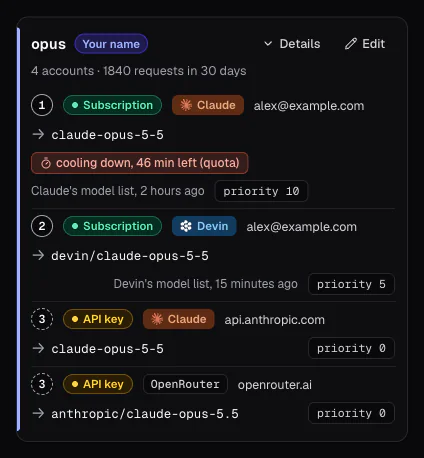 opus Your name Details Edit
4 accounts · 1840 requests in 30 days
1 Subscription Claude alex@example.com
→ claude-opus-5-5
cooling down, 46 min left (quota)
Claude's model list, 2 hours ago priority 10
2 Subscription Devin alex@example.com
→ devin/claude-opus-5-5
Devin's model list, 15 minutes ago priority 5
3 API key Claude api.anthropic.com
→ claude-opus-5-5 priority 0
3 API key OpenRouter openrouter.ai
→ anthropic/claude-opus-5.5 priority 0